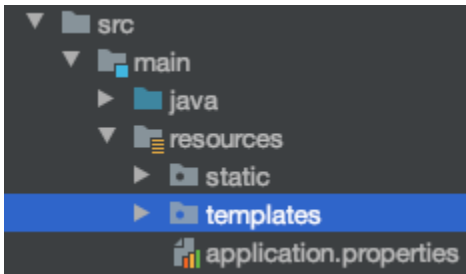 src
main
java
resources
static
templates
application.properties